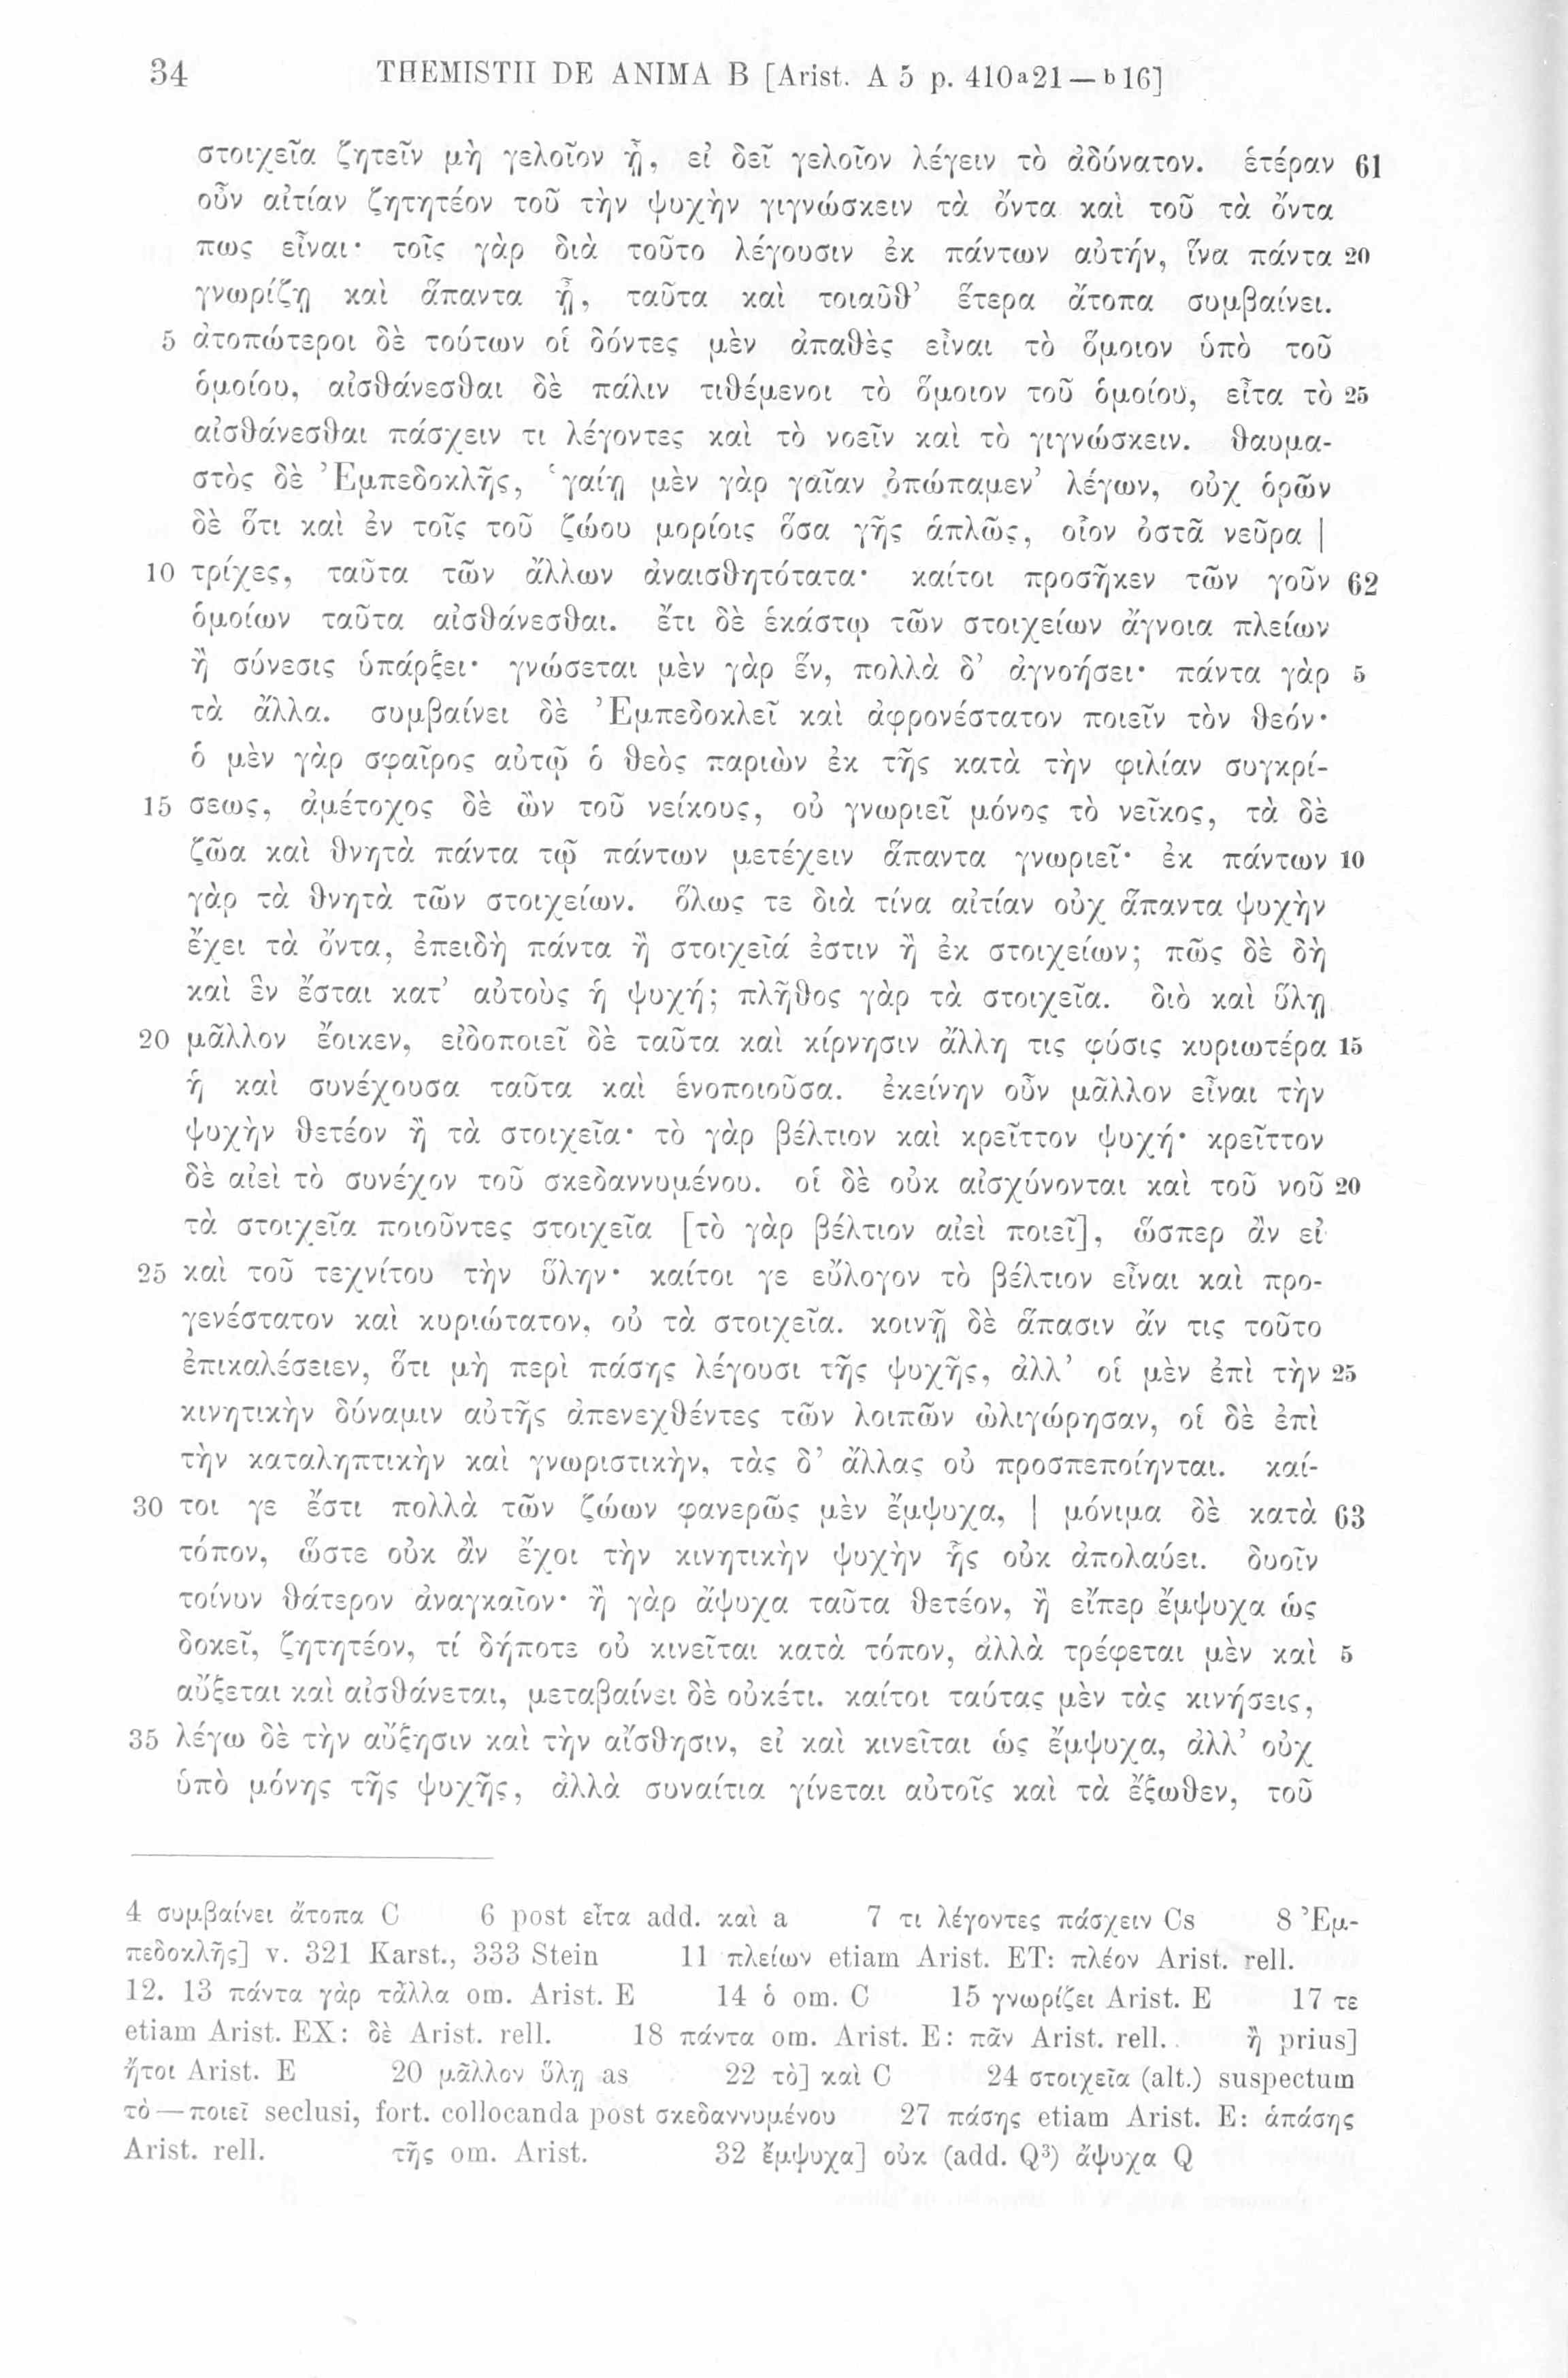 34 THEMISTII DE ANIMA B [Arist. A 5 p. 410a21 — b16]
στοιχεῖα ζητεῖν μὴ γελοῖον ᾖ, εἰ δεῖ γελοῖον λέγειν τὸ ἀδύνατον. ἑτέραν 61
οὖν αἰτίαν ζητητέον τοῦ τὴν ψυχὴν γιγνώσκειν τὰ ὄντα καὶ τοῦ τὰ ὄντα
πως εἶναι· τοῖς γὰρ διὰ τοῦτο λέγουσιν ἐκ πάντων αὐτήν, ἵνα πάντα 20
γνωρίζῃ καὶ ἅπαντα ᾖ, ταῦτα καὶ τοιαῦθ’ ἕτερα ἄτοπα συμβαίνει.
5 ἀτοπώτεροι δὲ τούτων οἱ δόντες μὲν ἀπαθὲς εἶναι τὸ ὅμοιον ὑπὸ τοῦ
ὁμοίου, αἰσθάνεσθαι δὲ πάλιν τιθέμενοι τὸ ὅμοιον τοῦ ὁμοίου, εἶτα τὸ 25
αἰσθάνεσθαι πάσχειν τι λέγοντες καὶ τὸ νοεῖν καὶ τὸ γιγνώσκειν. θαυμα-
στὸς δὲ Ἐμπεδοκλῆς, ‘γαίῃ μὲν γὰρ γαῖαν ὀπώπαμεν’ λέγων, οὐχ ὁρῶν
δὲ ὅτι καὶ ἐν τοῖς τοῦ ζῴου μορίοις ὅσα γῆς ἁπλῶς, οἷον ὀστᾶ νεῦρα |
10 τρίχες, ταῦτα τῶν ἄλλων ἀναισθητότατα· καίτοι προσῆκεν τῶν γοῦν 62
ὁμοίων ταῦτα αἰσθάνεσθαι. ἔτι δὲ ἑκάστῳ τῶν στοιχείων ἄγνοια πλείων
ἢ σύνεσις ὑπάρξει· γνώσεται μὲν γὰρ ἕν, πολλὰ δ’ ἀγνοήσει· πάντα γὰρ 5
τὰ ἄλλα. συμβαίνει δὲ Ἐμπεδοκλεῖ καὶ ἀφρονέστατον ποιεῖν τὸν θεόν·
ὁ μὲν γὰρ σφαῖρος αὐτῷ ὁ θεὸς παριὼν ἐκ τῆς κατὰ τὴν φιλίαν συγκρί-
15 σεως, ἀμέτοχος δὲ ὢν τοῦ νείκους, οὐ γνωριεῖ μόνος τὸ νεῖκος, τὰ δὲ
ζῷα καὶ θνητὰ πάντα τῷ πάντων μετέχειν ἅπαντα γνωριεῖ· ἐκ πάντων 10
γὰρ τὰ θνητὰ τῶν στοιχείων. ὅλως τε διὰ τίνα αἰτίαν οὐχ ἅπαντα ψυχὴν
ἔχει τὰ ὄντα, ἐπειδὴ πάντα ἢ στοιχεῖά ἐστιν ἢ ἐκ στοιχείων; πῶς δὲ δὴ
καὶ ἓν ἔσται κατ’ αὐτοὺς ἡ ψυχή; πλῆθος γὰρ τὰ στοιχεῖα. διὸ καὶ ὕλῃ
20 μᾶλλον ἔοικεν, εἰδοποιεῖ δὲ ταῦτα καὶ κίρνησιν ἄλλη τις φύσις κυριωτέρα 15
ἡ καὶ συνέχουσα ταῦτα καὶ ἑνοποιοῦσα. ἐκείνην οὖν μᾶλλον εἶναι τὴν
ψυχὴν θετέον ἢ τὰ στοιχεῖα· τὸ γὰρ βέλτιον καὶ κρεῖττον ψυχή· κρεῖττον
δὲ αἰεὶ τὸ συνέχον τοῦ σκεδαννυμένου. οἱ δὲ οὐκ αἰσχύνονται καὶ τοῦ νοῦ 20
τὰ στοιχεῖα ποιοῦντες στοιχεῖα [τὸ γὰρ βέλτιον αἰεὶ ποιεῖ], ὥσπερ ἂν εἰ
25 καὶ τοῦ τεχνίτου τὴν ὕλην· καίτοι γε εὔλογον τὸ βέλτιον εἶναι καὶ προ-
γενέστατον καὶ κυριώτατον, οὐ τὰ στοιχεῖα. κοινῇ δὲ ἅπασιν ἄν τις τοῦτο
ἐπικαλέσειεν, ὅτι μὴ περὶ πάσης λέγουσι τῆς ψυχῆς, ἀλλ’ οἱ μὲν ἐπὶ τὴν 25
κινητικὴν δύναμιν αὐτῆς ἀπενεχθέντες τῶν λοιπῶν ὠλιγώρησαν, οἱ δὲ ἐπὶ
τὴν καταληπτικὴν καὶ γνωριστικὴν, τὰς δ’ ἄλλας οὐ προσπεποίηνται. καί-
30 τοι γε ἔστι πολλὰ τῶν ζῴων φανερῶς μὲν ἔμψυχα, | μόνιμα δὲ κατὰ 63
τόπον, ὥστε οὐκ ἂν ἔχοι τὴν κινητικὴν ψυχὴν ἧς οὐκ ἀπολαύει. δυοῖν
τοίνυν θάτερον ἀναγκαῖον· ἢ γὰρ ἄψυχα ταῦτα θετέον, ἢ εἴπερ ἔμψυχα ὡς
δοκεῖ, ζητητέον, τί δήποτε οὐ κινεῖται κατὰ τόπον, ἀλλὰ τρέφεται μὲν καὶ 5
αὔξεται καὶ αἰσθάνεται, μεταβαίνει δὲ οὐκέτι. καίτοι ταύτας μὲν τὰς κινήσεις,
35 λέγω δὲ τὴν αὔξησιν καὶ τὴν αἴσθησιν, εἰ καὶ κινεῖται ὡς ἔμψυχα, ἀλλ’ οὐχ
ὑπὸ μόνης τῆς ψυχῆς, ἀλλὰ συναίτια γίνεται αὐτοῖς καὶ τὰ ἔξωθεν, τοῦ
4 συμβαίνει ἄτοπα C 6 post εἶτα add. καὶ a 7 τι λέγοντες πάσχειν Cs 8 Ἐμ-
πεδοκλῆς] v. 321 Karst., 333 Stein 11 πλείων etiam Arist. ET: πλέον Arist. rell.
12. 13 πάντα γὰρ τἆλλα om. Arist. E 14 ὁ om. C 15 γνωρίζει Arist. E 17 τε
etiam Arist. EX: δὲ Arist. rell. 18 πάντα om. Arist. E: πᾶν Arist. rell. ἢ prius]
ἤτοι Arist. E 20 μᾶλλον ὕλῃ as 22 τὸ] καὶ C 24 στοιχεῖα (alt.) suspectum
τὸ — ποιεῖ seclusi, fort. collocanda post σκεδαννυμένου 27 πάσης etiam Arist. E: ἁπάσης
Arist. rell. τῆς om. Arist. 32 ἔμψυχα] οὐκ (add. Q³) ἄψυχα Q